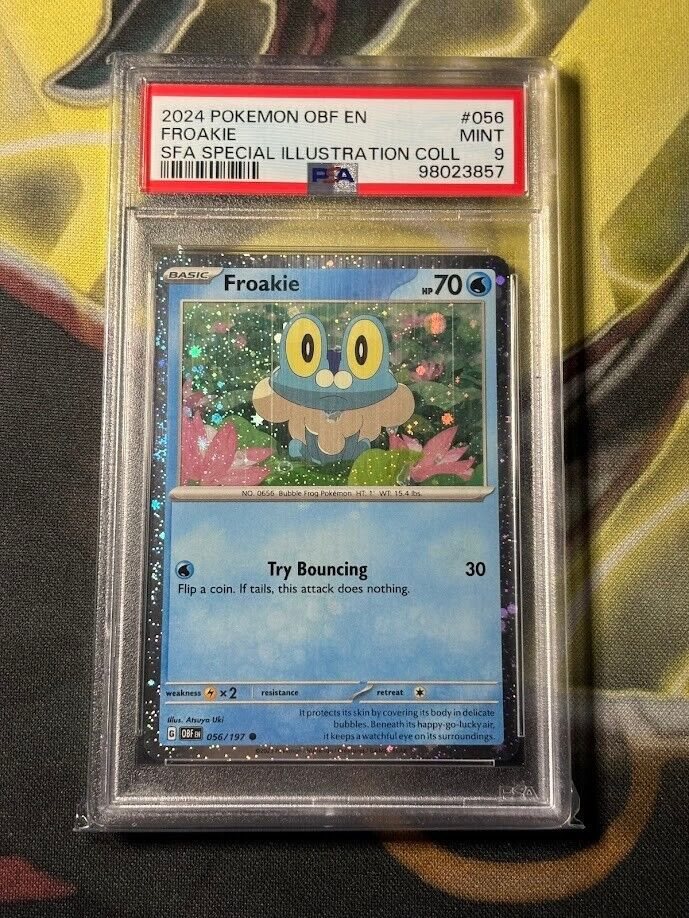 2024 POKEMON OBF EN #056
FROAKIE MINT
SFA SPECIAL ILLUSTRATION COLL 9
PSA 98023857
BASIC Froakie HP 70
NO. 0656 Bubble Frog Pokémon HT: 1' WT: 15.4 lbs.
Try Bouncing 30
Flip a coin. If tails, this attack does nothing.
weakness ×2 resistance retreat
Illus. Atsuya Uki
It protects its skin by covering its body in delicate
bubbles. Beneath its happy-go-lucky air,
it keeps a watchful eye on its surroundings.
G OBF EN 056/197
PSA